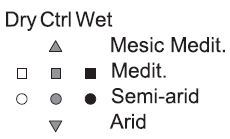 Dry Ctrl Wet
Mesic Medit.
Medit.
Semi-arid
Arid